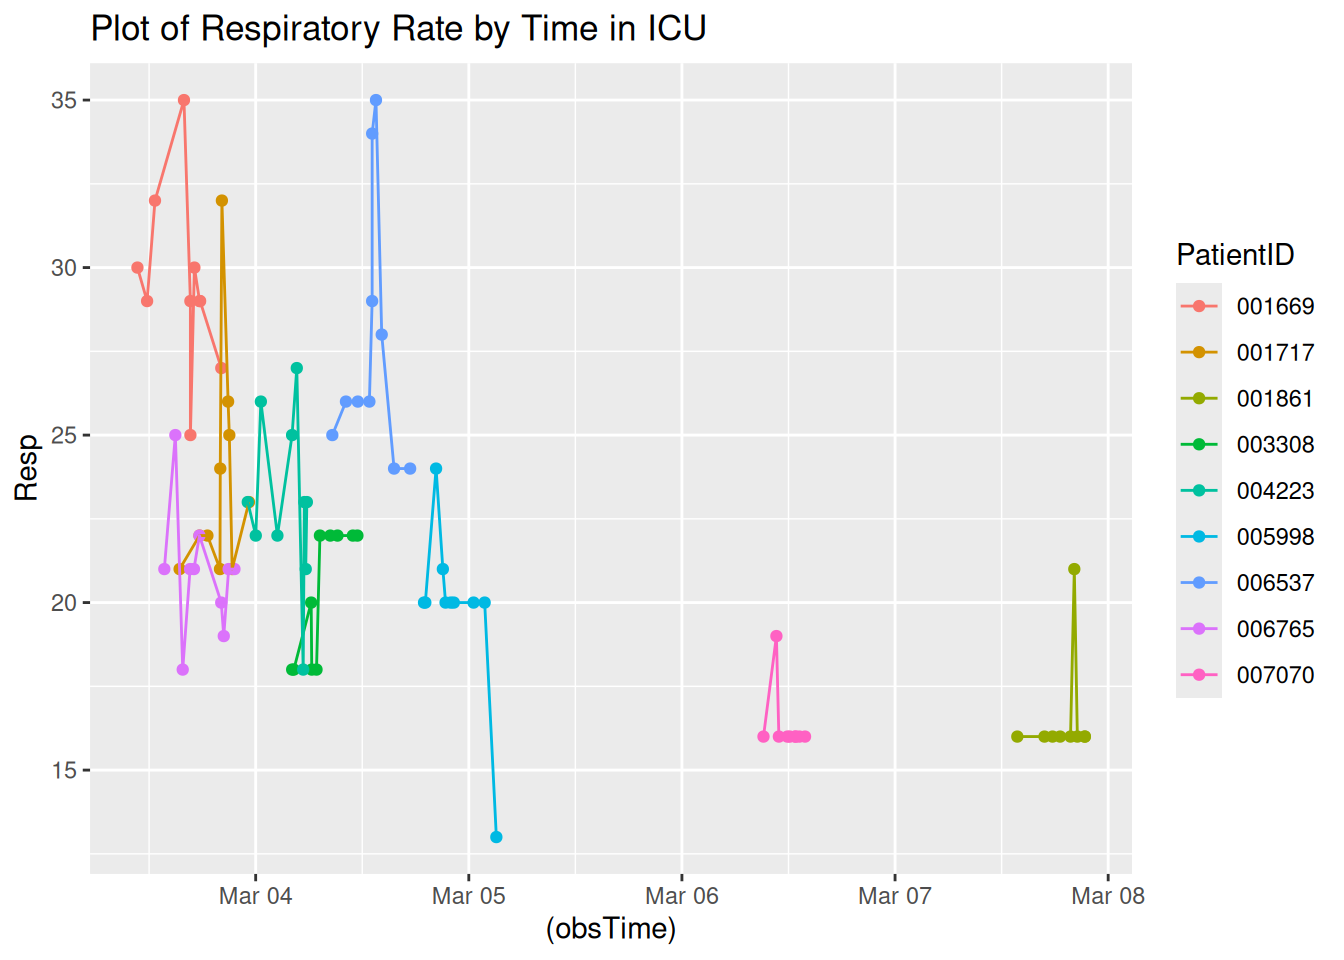 Plot of Respiratory Rate by Time in ICU
35
30
25
20
15
Resp
Mar 04
Mar 05
Mar 06
Mar 07
Mar 08
(obsTime)
PatientID
001669
001717
001861
003308
004223
005998
006537
006765
007070